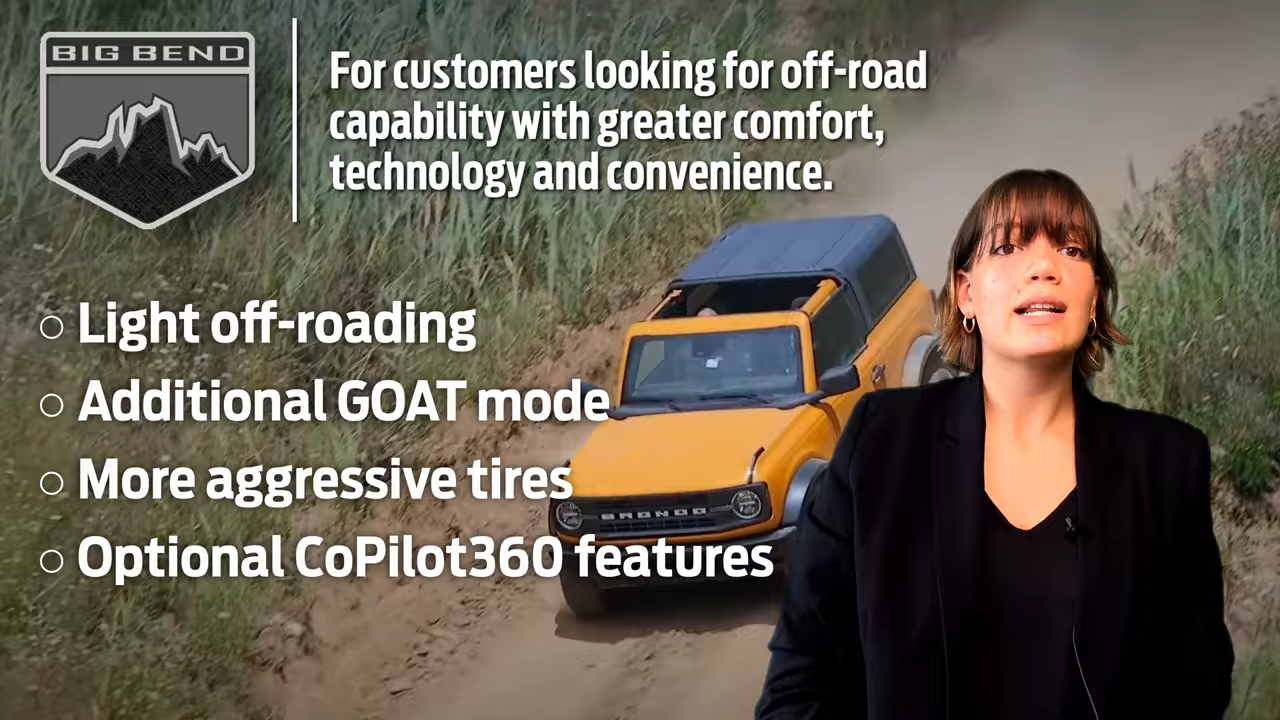 BIG BEND
For customers looking for off-road
capability with greater comfort,
technology and convenience.
Light off-roading
Additional GOAT mode
More aggressive tires
Optional CoPilot360 features
BRONCO